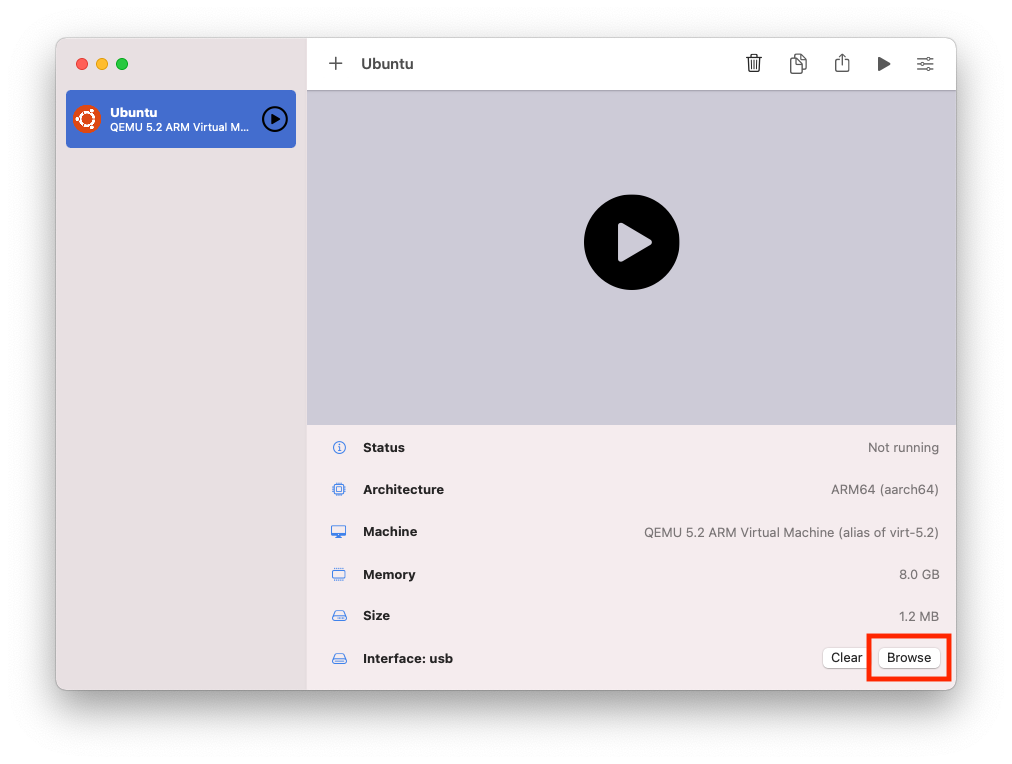 Ubuntu
Ubuntu
QEMU 5.2 ARM Virtual M...
Status Not running
Architecture ARM64 (aarch64)
Machine QEMU 5.2 ARM Virtual Machine (alias of virt-5.2)
Memory 8.0 GB
Size 1.2 MB
Interface: usb Clear Browse